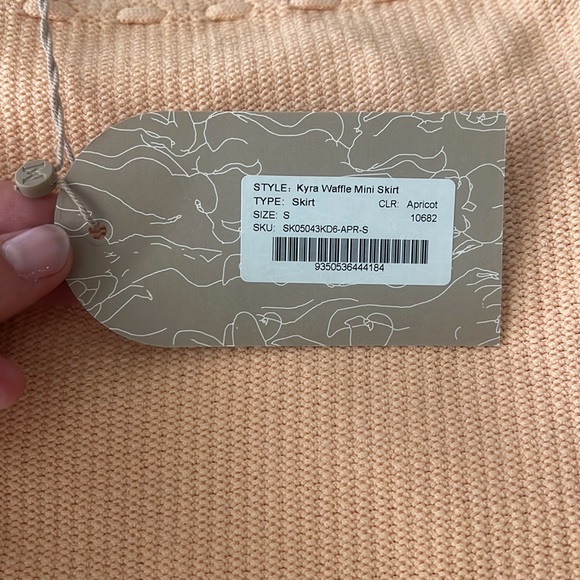 STYLE: Kyra Waffle Mini Skirt
TYPE: Skirt CLR: Apricot
SIZE: S 10682
SKU: SK05043KD6-APR-S
9350536444184